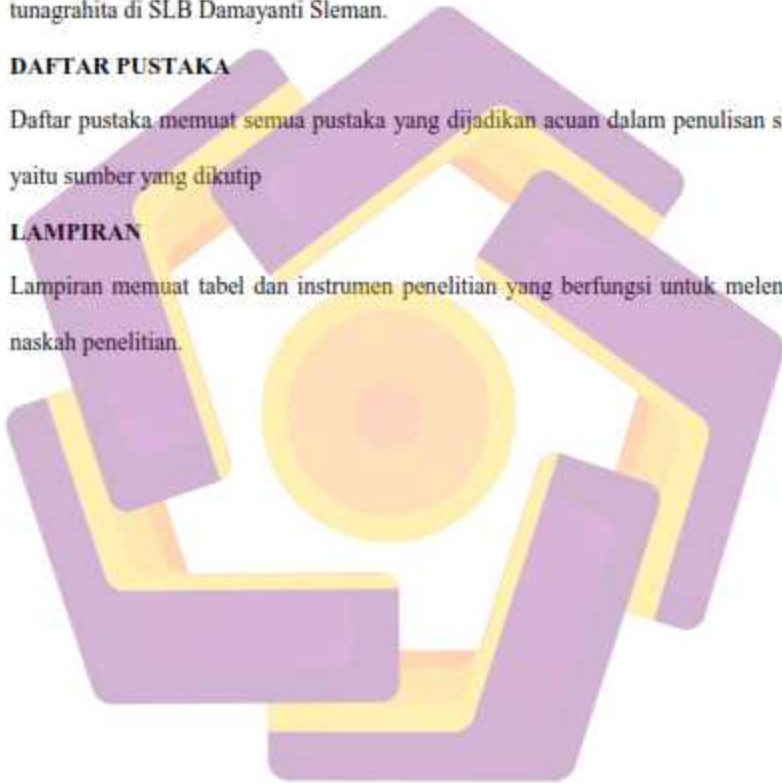 tunagrahita di SLB Damayanti Sleman.
DAFTAR PUSTAKA
Daftar pustaka memuat semua pustaka yang dijadikan acuan dalam penulisan s
yaitu sumber yang dikutip
LAMPIRAN
Lampiran memuat tabel dan instrumen penelitian yang berfungsi untuk melen
naskah penelitian.